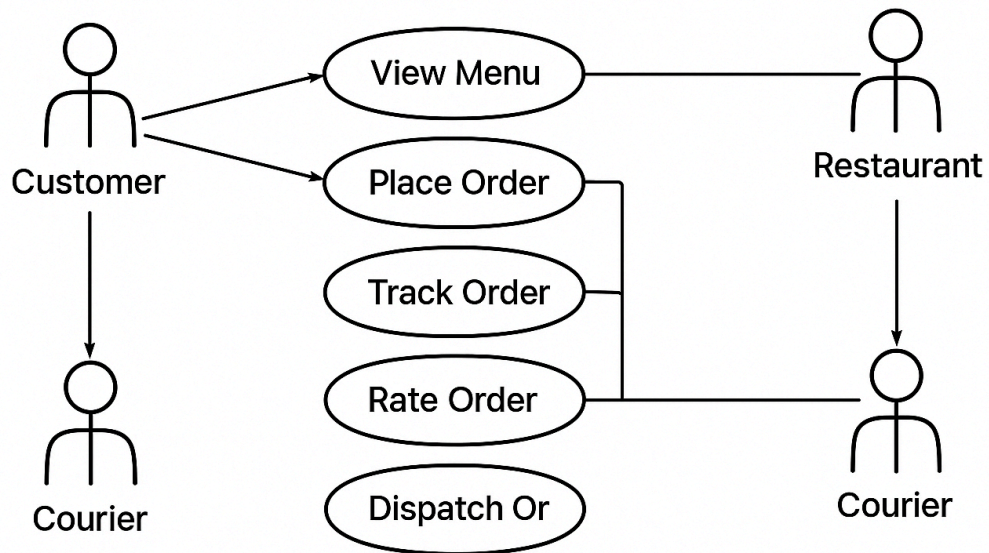 View Menu
Customer
Place Order
Restaurant
Track Order
Rate Order
Courier
Dispatch Or
Courier